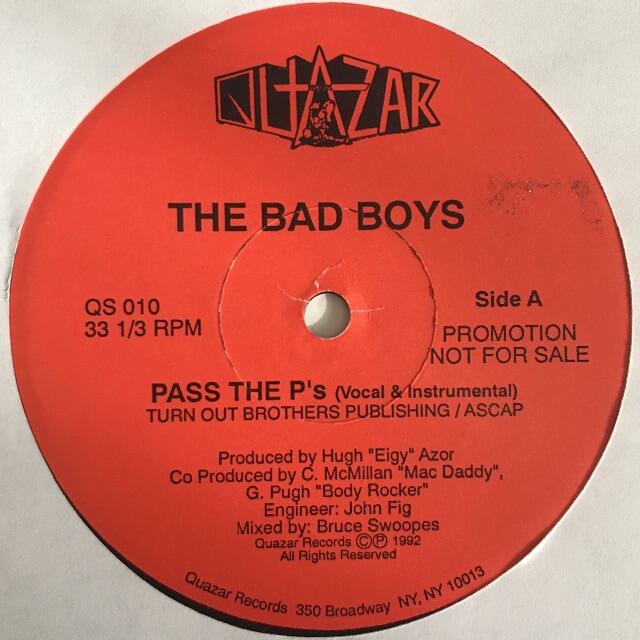 QUAZAR
THE BAD BOYS
QS 010
33 1/3 RPM
Side A
PROMOTION
NOT FOR SALE
PASS THE P's (Vocal & Instrumental)
TURN OUT BROTHERS PUBLISHING / ASCAP
Produced by Hugh "Eigy" Azor
Co Produced by C. McMillan "Mac Daddy",
G. Pugh "Body Rocker"
Engineer: John Fig
Mixed by: Bruce Swoopes
Quazar Records ©℗ 1992
All Rights Reserved
Quazar Records 350 Broadway NY, NY 10013